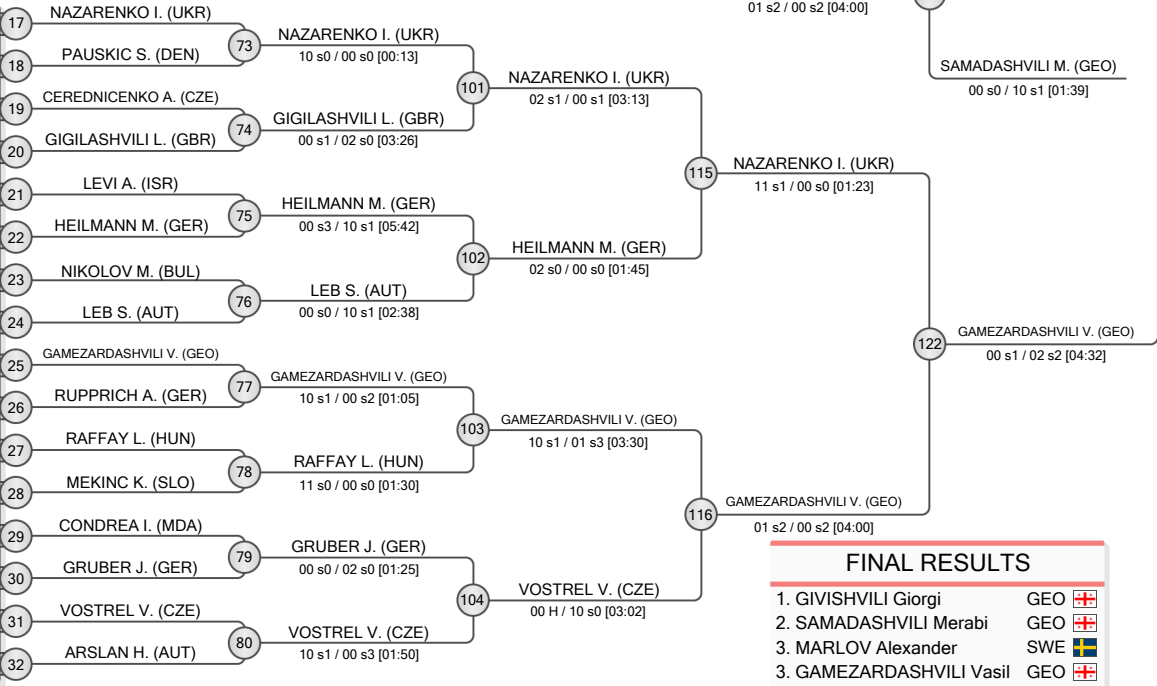 01 s2 / 00 s2 [04:00]
SAMADASHVILI M. (GEO)
00 s0 / 10 s1 [01:39]
17
NAZARENKO I. (UKR)
18
PAUSKIC S. (DEN)
73
NAZARENKO I. (UKR)
10 s0 / 00 s0 [00:13]
19
CEREDNICENKO A. (CZE)
20
GIGILASHVILI L. (GBR)
74
GIGILASHVILI L. (GBR)
00 s1 / 02 s0 [03:26]
101
NAZARENKO I. (UKR)
02 s1 / 00 s1 [03:13]
21
LEVI A. (ISR)
22
HEILMANN M. (GER)
75
HEILMANN M. (GER)
00 s3 / 10 s1 [05:42]
23
NIKOLOV M. (BUL)
24
LEB S. (AUT)
76
LEB S. (AUT)
00 s0 / 10 s1 [02:38]
102
HEILMANN M. (GER)
02 s0 / 00 s0 [01:45]
115
NAZARENKO I. (UKR)
11 s1 / 00 s0 [01:23]
25
GAMEZARDASHVILI V. (GEO)
26
RUPPRICH A. (GER)
77
GAMEZARDASHVILI V. (GEO)
10 s1 / 00 s2 [01:05]
27
RAFFAY L. (HUN)
28
MEKINC K. (SLO)
78
RAFFAY L. (HUN)
11 s0 / 00 s0 [01:30]
103
GAMEZARDASHVILI V. (GEO)
10 s1 / 01 s3 [03:30]
29
CONDREA I. (MDA)
30
GRUBER J. (GER)
79
GRUBER J. (GER)
00 s0 / 02 s0 [01:25]
31
VOSTREL V. (CZE)
32
ARSLAN H. (AUT)
80
VOSTREL V. (CZE)
10 s1 / 00 s3 [01:50]
104
VOSTREL V. (CZE)
00 H / 10 s0 [03:02]
116
GAMEZARDASHVILI V. (GEO)
01 s2 / 00 s2 [04:00]
122
GAMEZARDASHVILI V. (GEO)
00 s1 / 02 s2 [04:32]
FINAL RESULTS
1. GIVISHVILI Giorgi GEO
2. SAMADASHVILI Merabi GEO
3. MARLOV Alexander SWE
3. GAMEZARDASHVILI Vasil GEO